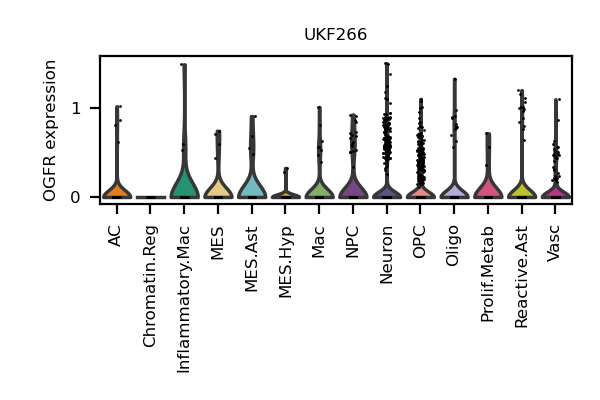 UKF266
OGFR expression
1
0
AC
Chromatin.Reg
Inflammatory.Mac
MES
MES.Ast
MES.Hyp
Mac
NPC
Neuron
OPC
Oligo
Prolif.Metab
Reactive.Ast
Vasc